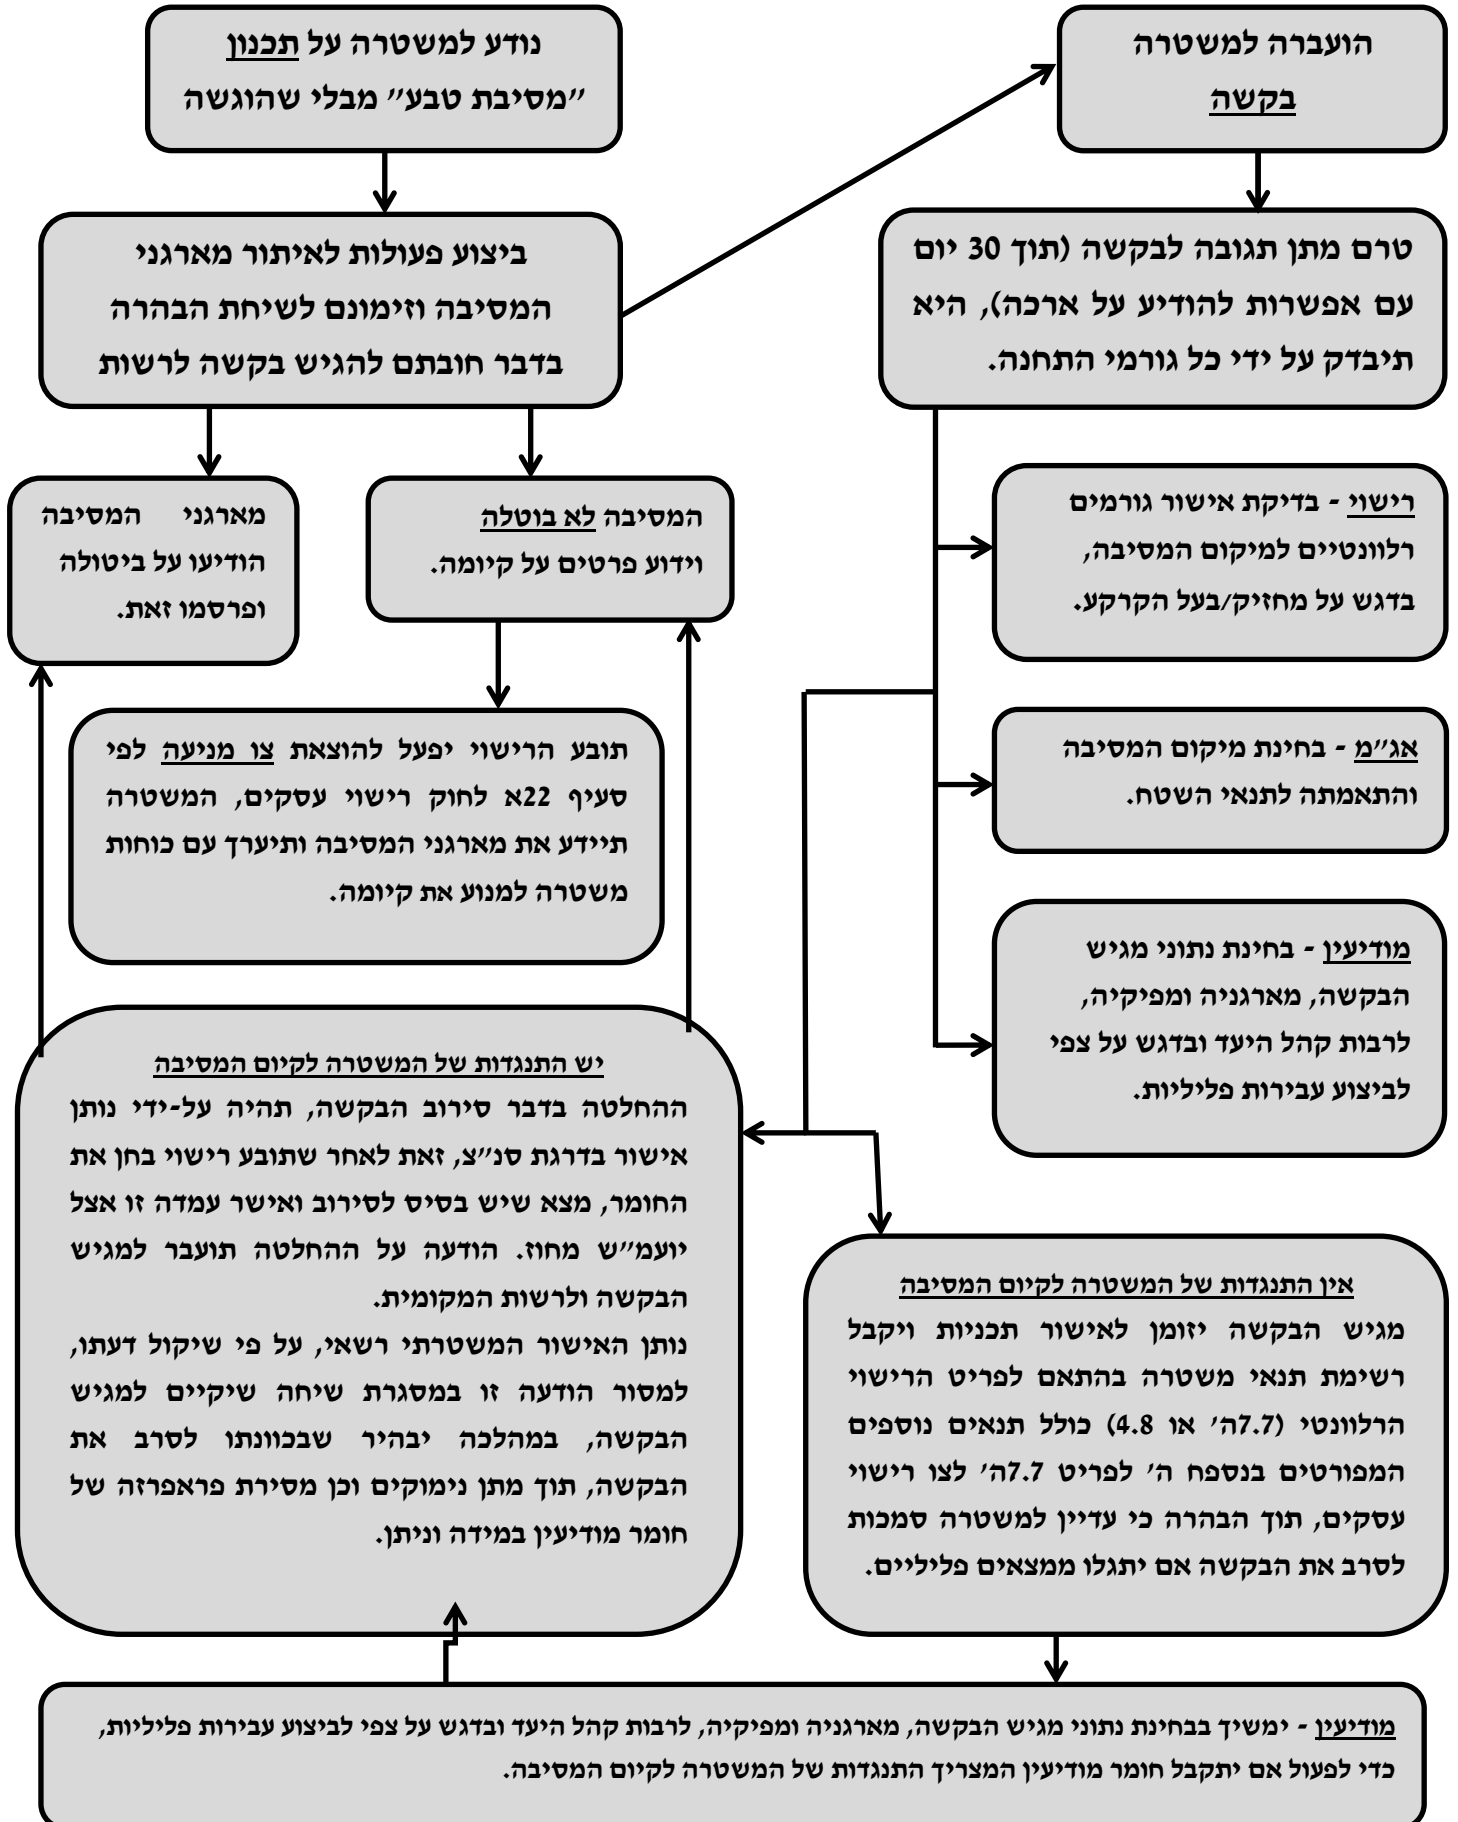 הועברה למשטרה
בקשה
נודע למשטרה על תכנון
"מסיבת טבע" מבלי שהוגשה
טרם מתן תגובה לבקשה (תוך 30 יום
עם אפשרות להודיע על ארכה), היא
תיבדק על ידי כל גורמי התחנה.
ביצוע פעולות לאיתור מארגני
המסיבה וזימונם לשיחת הבהרה
בדבר חובתם להגיש בקשה לרשות
רישוי - בדיקת אישור גורמים
רלוונטיים למיקום המסיבה,
בדגש על מחזיק/בעל הקרקע.
המסיבה לא בוטלה
וידוע פרטים על קיומה.
מארגני המסיבה
הודיעו על ביטולה
ופרסמו זאת.
אג"מ - בחינת מיקום המסיבה
והתאמתה לתנאי השטח.
תובע הרישוי יפעל להוצאת צו מניעה לפי
סעיף 22א לחוק רישוי עסקים, המשטרה
תיידע את מארגני המסיבה ותיערך עם כוחות
משטרה למנוע את קיומה.
מודיעין - בחינת נתוני מגיש
הבקשה, מארגניה ומפיקיה,
לרבות קהל היעד ובדגש על צפי
לביצוע עבירות פליליות.
יש התנגדות של המשטרה לקיום המסיבה
ההחלטה בדבר סירוב הבקשה, תהיה על-ידי נותן
אישור בדרגת סנ"צ, זאת לאחר שתובע רישוי בחן את
החומר, מצא שיש בסיס לסירוב ואישר עמדה זו אצל
יועמ"ש מחוז. הודעה על ההחלטה תועבר למגיש
הבקשה ולרשות המקומית.
נותן האישור המשטרתי רשאי, על פי שיקול דעתו,
למסור הודעה זו במסגרת שיחה שיקיים למגיש
הבקשה, במהלכה יבהיר שבכוונתו לסרב את
הבקשה, תוך מתן נימוקים וכן מסירת פראפרזה של
חומר מודיעין במידה וניתן.
אין התנגדות של המשטרה לקיום המסיבה
מגיש הבקשה יזומן לאישור תכניות ויקבל
רשימת תנאי משטרה בהתאם לפריט הרישוי
הרלוונטי (7.7ה' או 4.8) כולל תנאים נוספים
המפורטים בנספח ה' לפריט 7.7ה' לצו רישוי
עסקים, תוך הבהרה כי עדיין למשטרה סמכות
לסרב את הבקשה אם יתגלו ממצאים פליליים.
מודיעין - ימשיך בבחינת נתוני מגיש הבקשה, מארגניה ומפיקיה, לרבות קהל היעד ובדגש על צפי לביצוע עבירות פליליות,
כדי לפעול אם יתקבל חומר מודיעין המצריך התנגדות של המשטרה לקיום המסיבה.